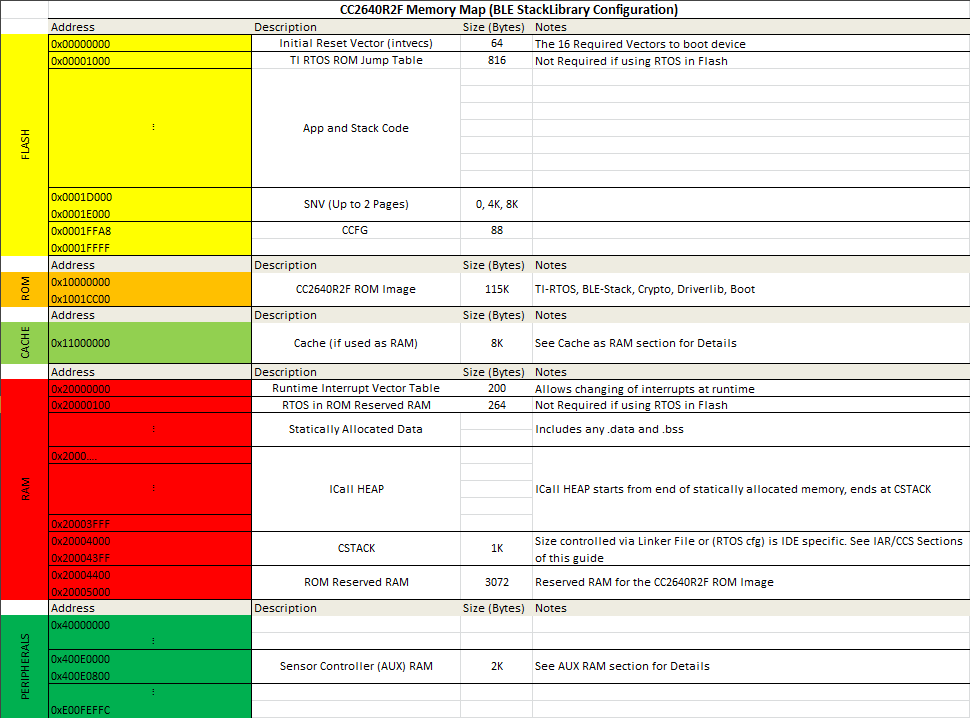 CC2640R2F Memory Map (BLE StackLibrary Configuration)
Address Description Size (Bytes) Notes
FLASH
0x00000000 Initial Reset Vector (intvecs) 64 The 16 Required Vectors to boot device
0x00001000 TI RTOS ROM Jump Table 816 Not Required if using RTOS in Flash
⋮ App and Stack Code
0x0001D000
SNV (Up to 2 Pages) 0, 4K, 8K
0x0001E000
0x0001FFA8 CCFG 88
0x0001FFFF
Address Description Size (Bytes) Notes
ROM
0x10000000
CC2640R2F ROM Image 115K TI-RTOS, BLE-Stack, Crypto, Driverlib, Boot
0x1001CC00
Address Description Size (Bytes) Notes
CACHE
0x11000000 Cache (if used as RAM) 8K See Cache as RAM section for Details
Address Description Size (Bytes) Notes
RAM
0x20000000 Runtime Interrupt Vector Table 200 Allows changing of interrupts at runtime
0x20000100 RTOS in ROM Reserved RAM 264 Not Required if using RTOS in Flash
⋮ Statically Allocated Data Includes any .data and .bss
0x2000....
⋮ ICall HEAP ICall HEAP starts from end of statically allocated memory, ends at CSTACK
0x20003FFF
0x20004000 Size controlled via Linker File or (RTOS cfg) is IDE specific. See IAR/CCS Sections
CSTACK 1K
0x200043FF of this guide
0x20004400
ROM Reserved RAM 3072 Reserved RAM for the CC2640R2F ROM Image
0x20005000
Address Description Size (Bytes) Notes
PERIPHERALS
0x40000000
⋮
0x400E0000
Sensor Controller (AUX) RAM 2K See AUX RAM section for Details
0x400E0800
⋮
0xE00FEFFC